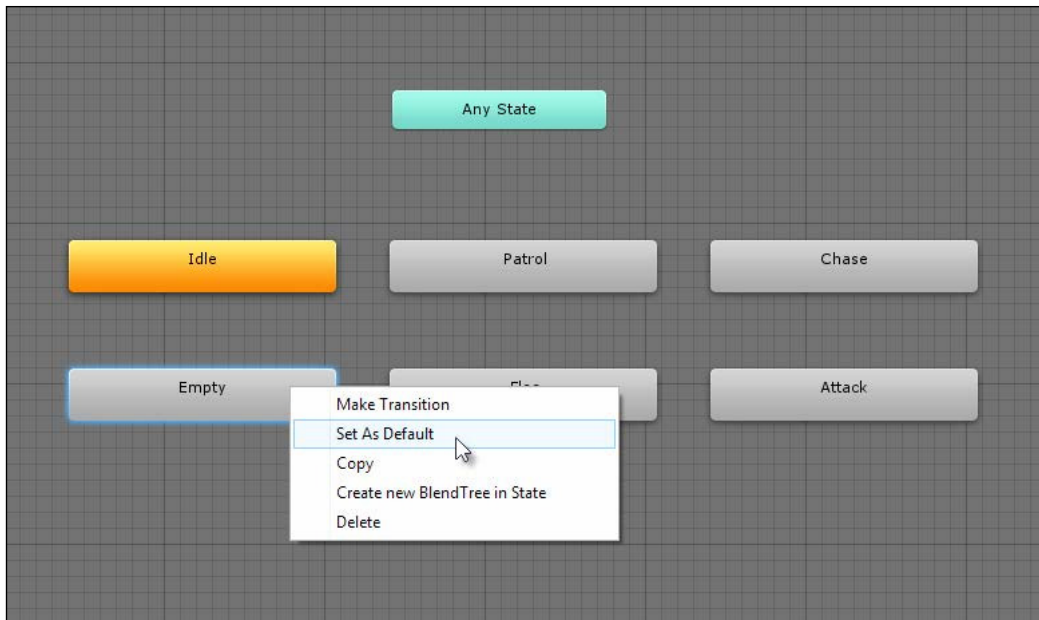 Any State
Idle
Patrol
Chase
Empty
Attack
Make Transition
Set As Default
Copy
Create new BlendTree in State
Delete